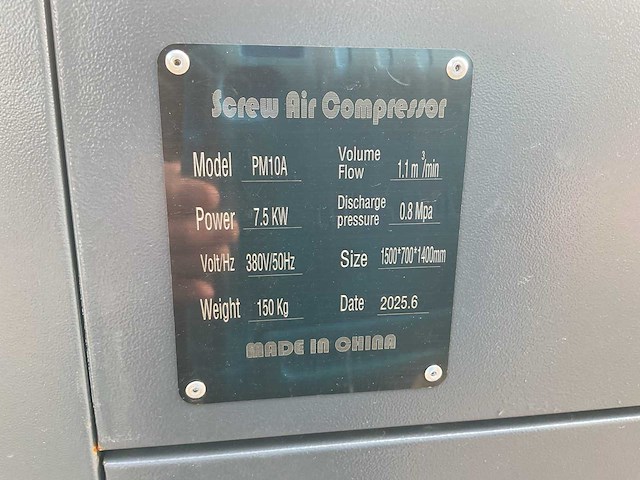 Screw Air Compressor
Model PM10A Volume Flow 1.1 m³/min
Power 7.5 KW Discharge pressure 0.8 Mpa
Volt/Hz 380V/50Hz Size 1500*700*1400mm
Weight 150 Kg Date 2025.6
MADE IN CHINA